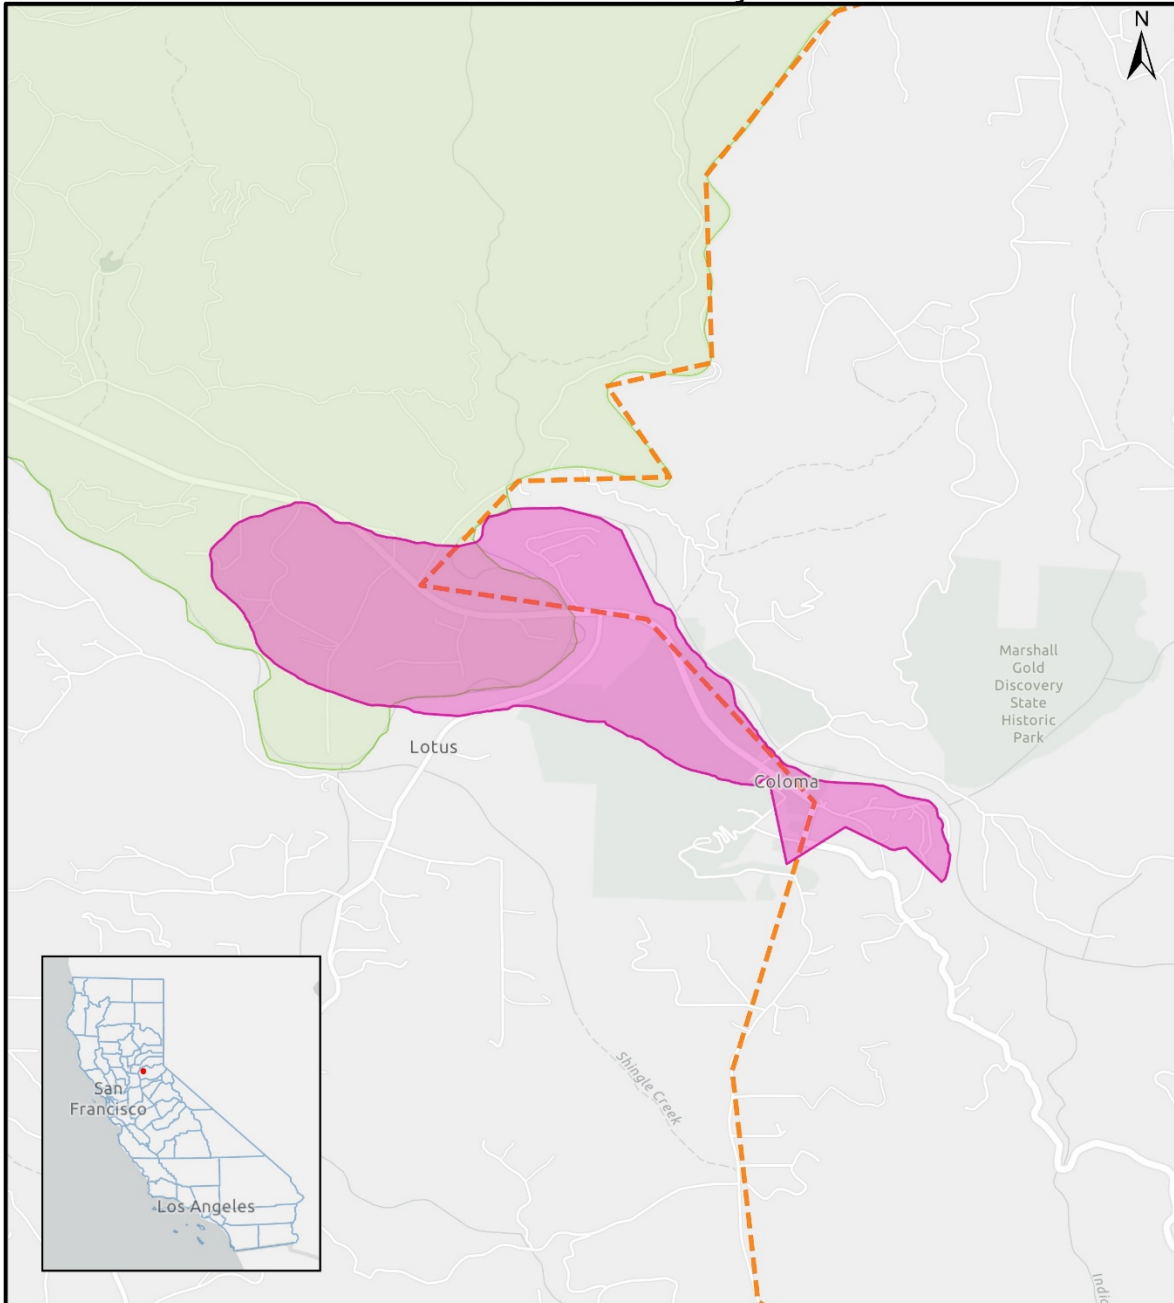 N
Marshall
Gold
Discovery
State
Historic
Park
Lotus
Coloma
San
Francisco
Los Angeles
Shingle Creek